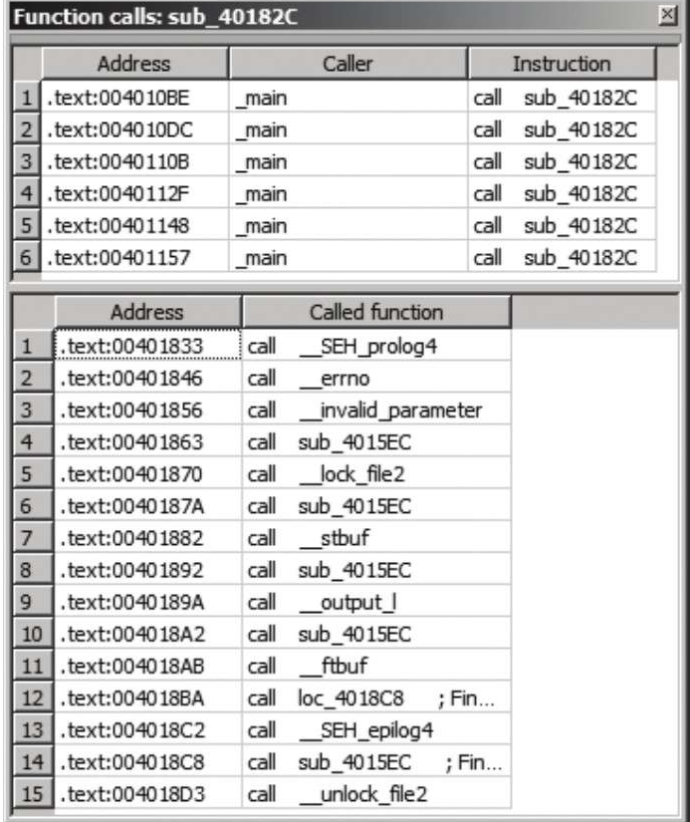 Function calls: sub_40182C
Address Caller Instruction
1 .text:004010BE _main call sub_40182C
2 .text:004010DC _main call sub_40182C
3 .text:0040110B _main call sub_40182C
4 .text:0040112F _main call sub_40182C
5 .text:00401148 _main call sub_40182C
6 .text:00401157 _main call sub_40182C
Address Called function
1 .text:00401833 call __SEH_prolog4
2 .text:00401846 call __errno
3 .text:00401856 call __invalid_parameter
4 .text:00401863 call sub_4015EC
5 .text:00401870 call __lock_file2
6 .text:0040187A call sub_4015EC
7 .text:00401882 call __stbuf
8 .text:00401892 call sub_4015EC
9 .text:0040189A call __output_l
10 .text:004018A2 call sub_4015EC
11 .text:004018AB call __ftbuf
12 .text:004018BA call loc_4018C8 ; Fin...
13 .text:004018C2 call __SEH_epilog4
14 .text:004018C8 call sub_4015EC ; Fin...
15 .text:004018D3 call __unlock_file2